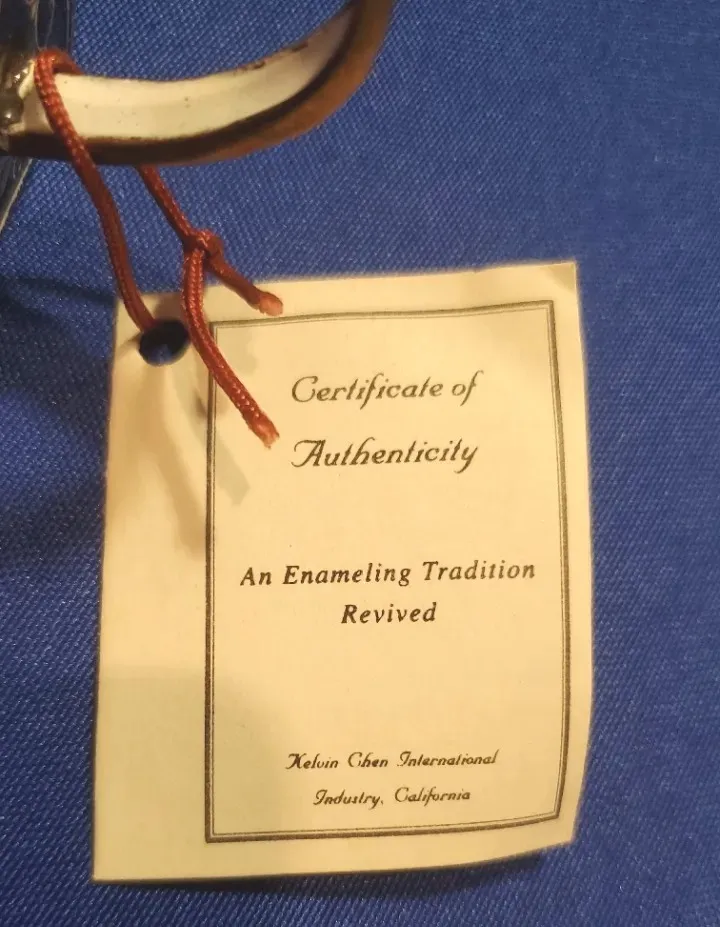 Certificate of
Authenticity
An Enameling Tradition
Revived
Kelvin Chen International
Industry, California